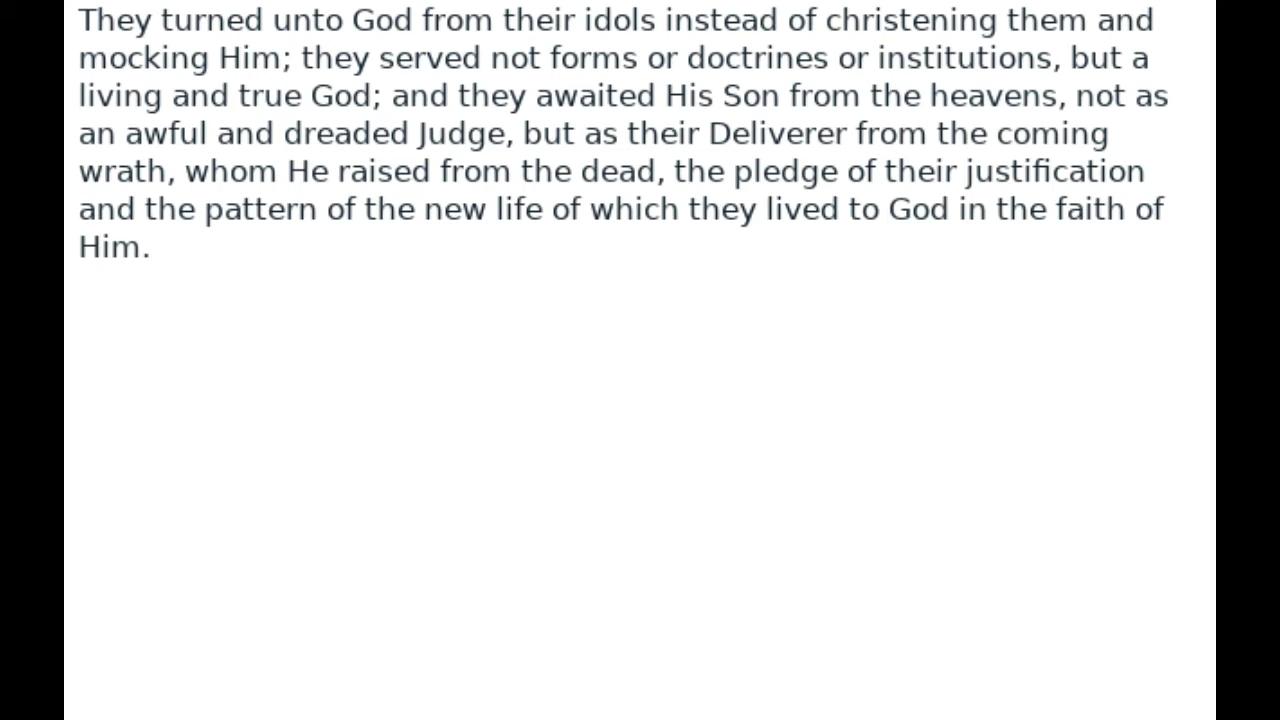 They turned unto God from their idols instead of christening them and
mocking Him; they served not forms or doctrines or institutions, but a
living and true God; and they awaited His Son from the heavens, not as
an awful and dreaded Judge, but as their Deliverer from the coming
wrath, whom He raised from the dead, the pledge of their justification
and the pattern of the new life of which they lived to God in the faith of
Him.